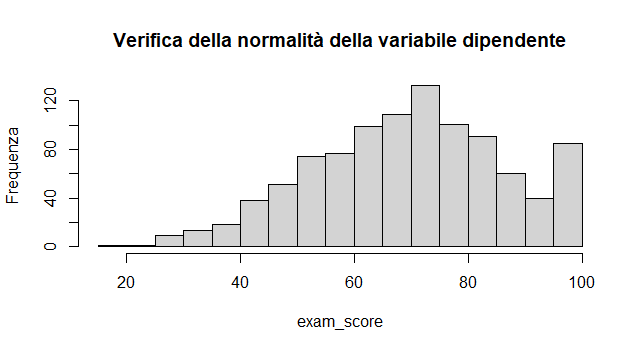 Verifica della normalità della variabile dipendente
Frequenza
0 40 80 120
20 40 60 80 100
exam_score